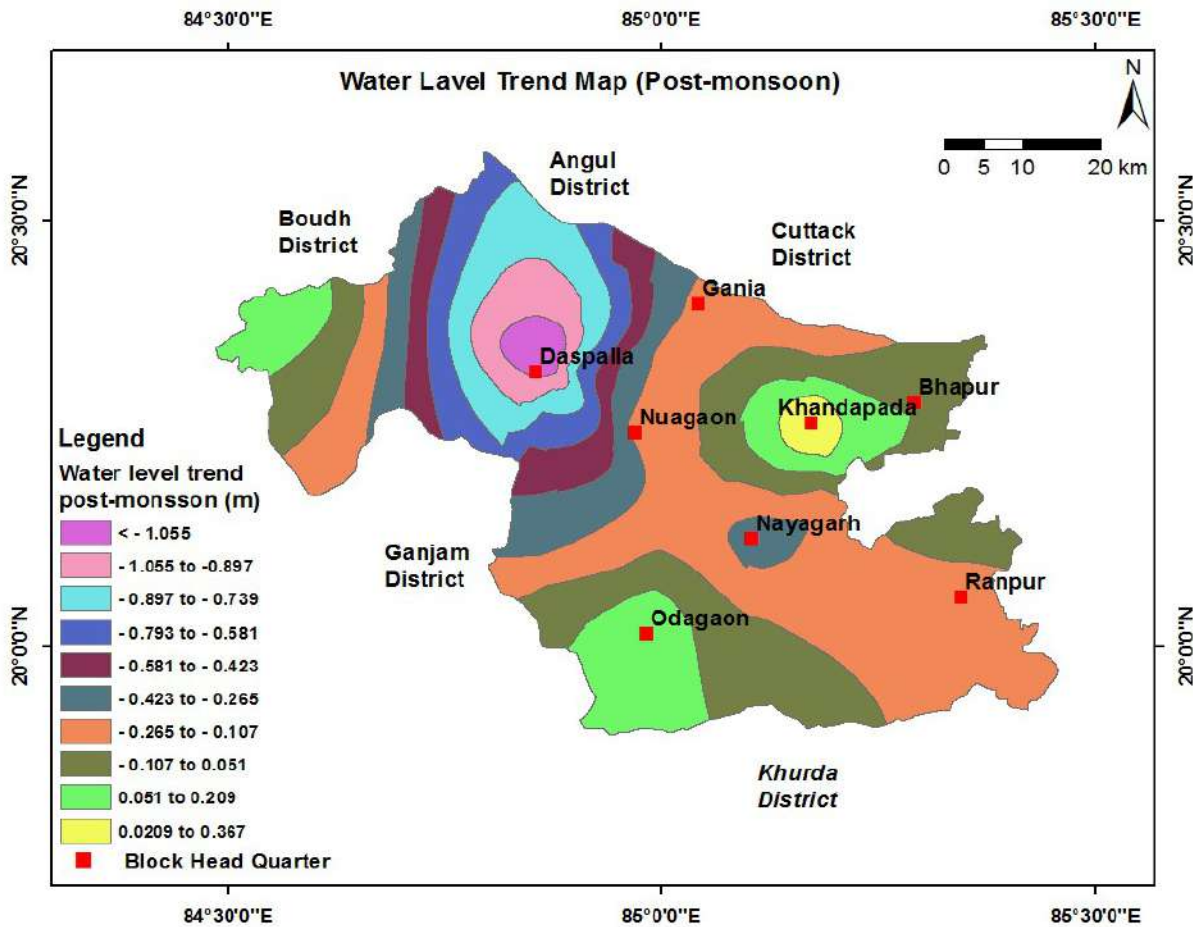 84°30'0"E
85°0'0"E
85°30'0"E
Water Lavel Trend Map (Post-monsoon)
N
0 5 10 20 km
20°30'0"N
20°30'0"N
Angul
District
Boudh
District
Cuttack
District
Gania
Daspalla
Bhapur
Khandapada
Nuagaon
Nayagarh
Ganjam
District
Ranpur
Odagaon
20°0'0"N
20°0'0"N
Khurda
District
Legend
Water level trend
post-monsson (m)
< - 1.055
- 1.055 to -0.897
- 0.897 to - 0.739
- 0.793 to - 0.581
- 0.581 to - 0.423
- 0.423 to - 0.265
- 0.265 to - 0.107
- 0.107 to 0.051
0.051 to 0.209
0.0209 to 0.367
Block Head Quarter
84°30'0"E
85°0'0"E
85°30'0"E